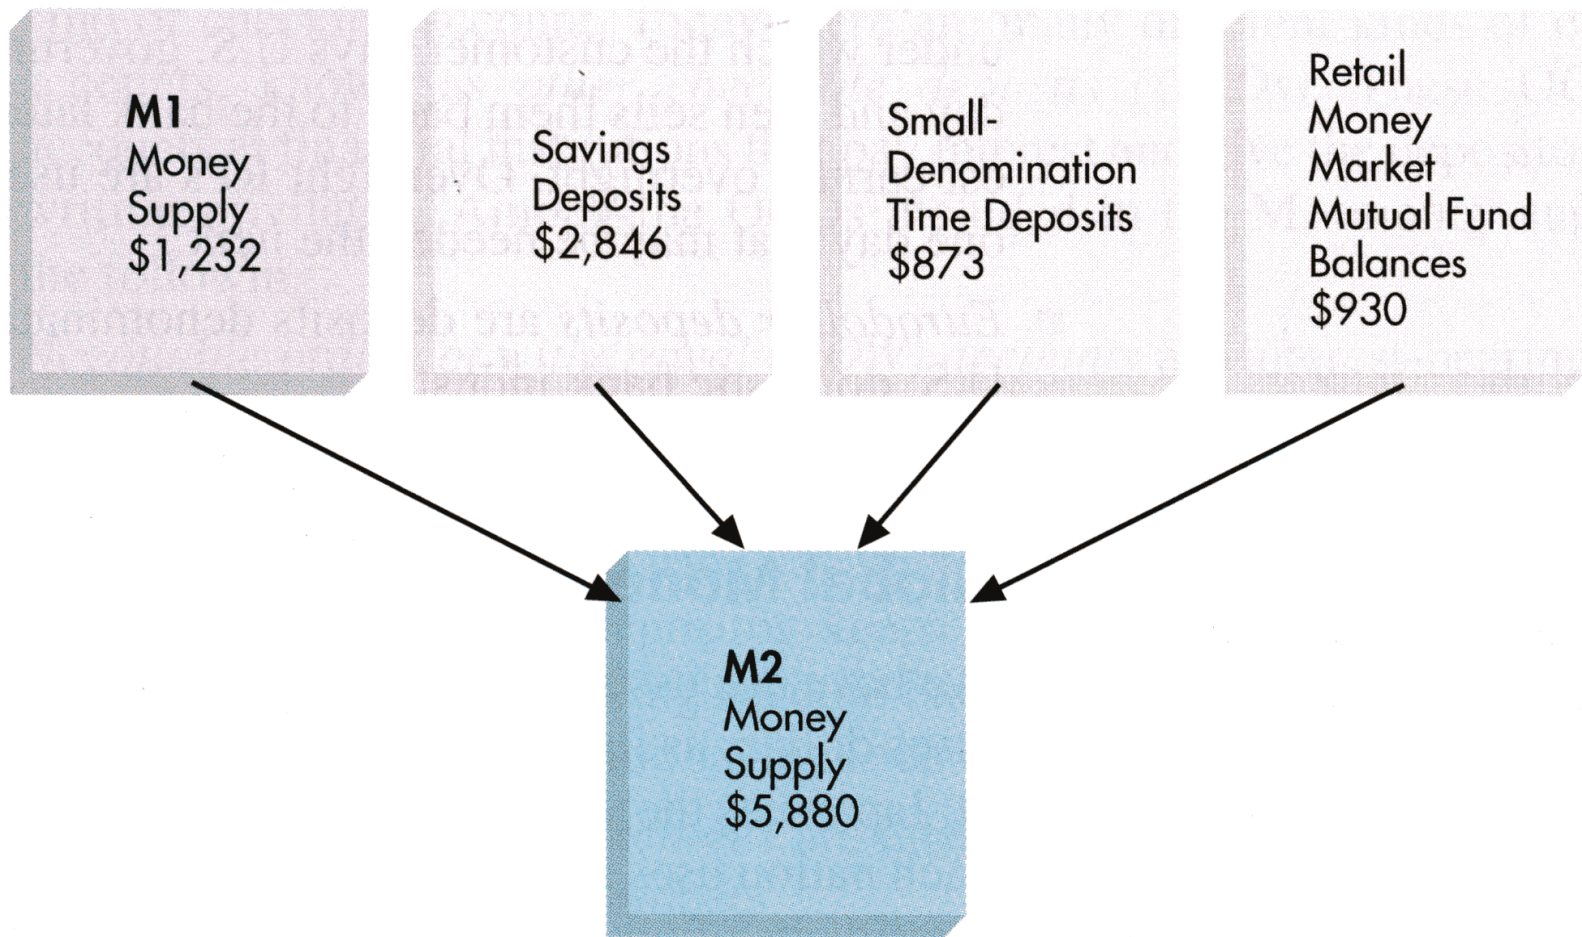 M1
Money
Supply
$1,232
Savings
Deposits
$2,846
Small-
Denomination
Time Deposits
$873
Retail
Money
Market
Mutual Fund
Balances
$930
M2
Money
Supply
$5,880